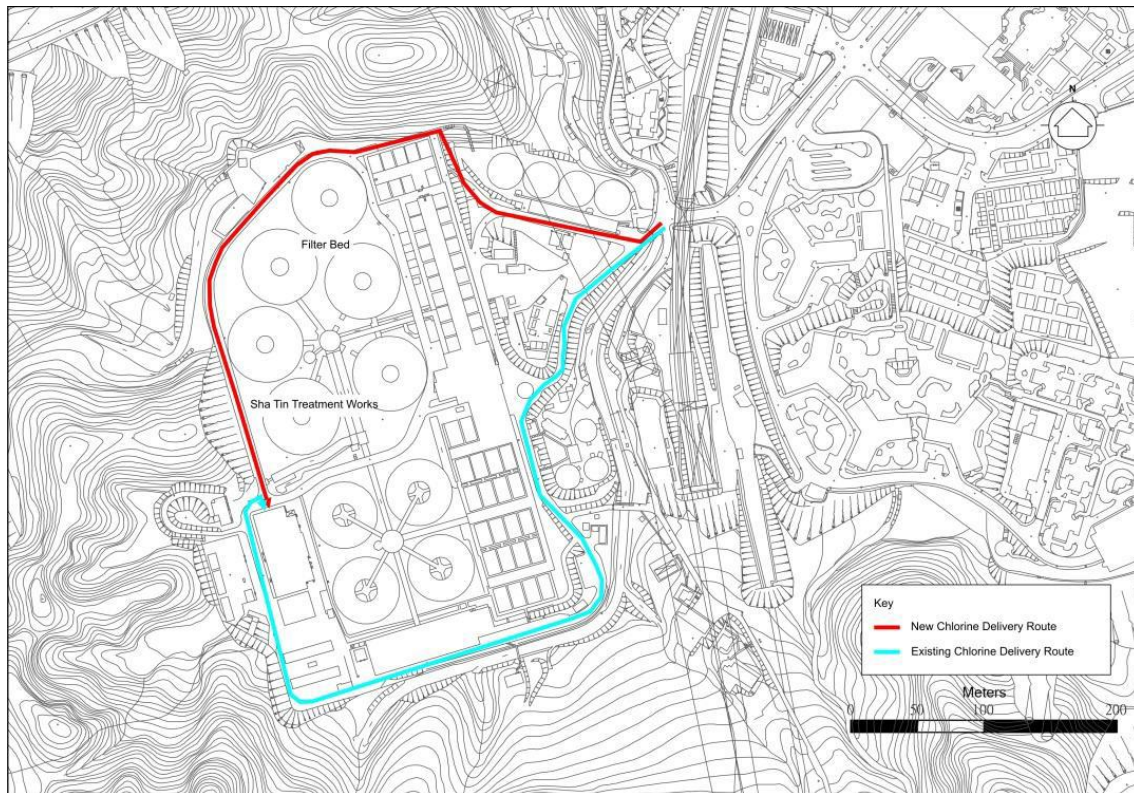 N
Filter Bed
Sha Tin Treatment Works
Key
New Chlorine Delivery Route
Existing Chlorine Delivery Route
Meters
0 50 100 200